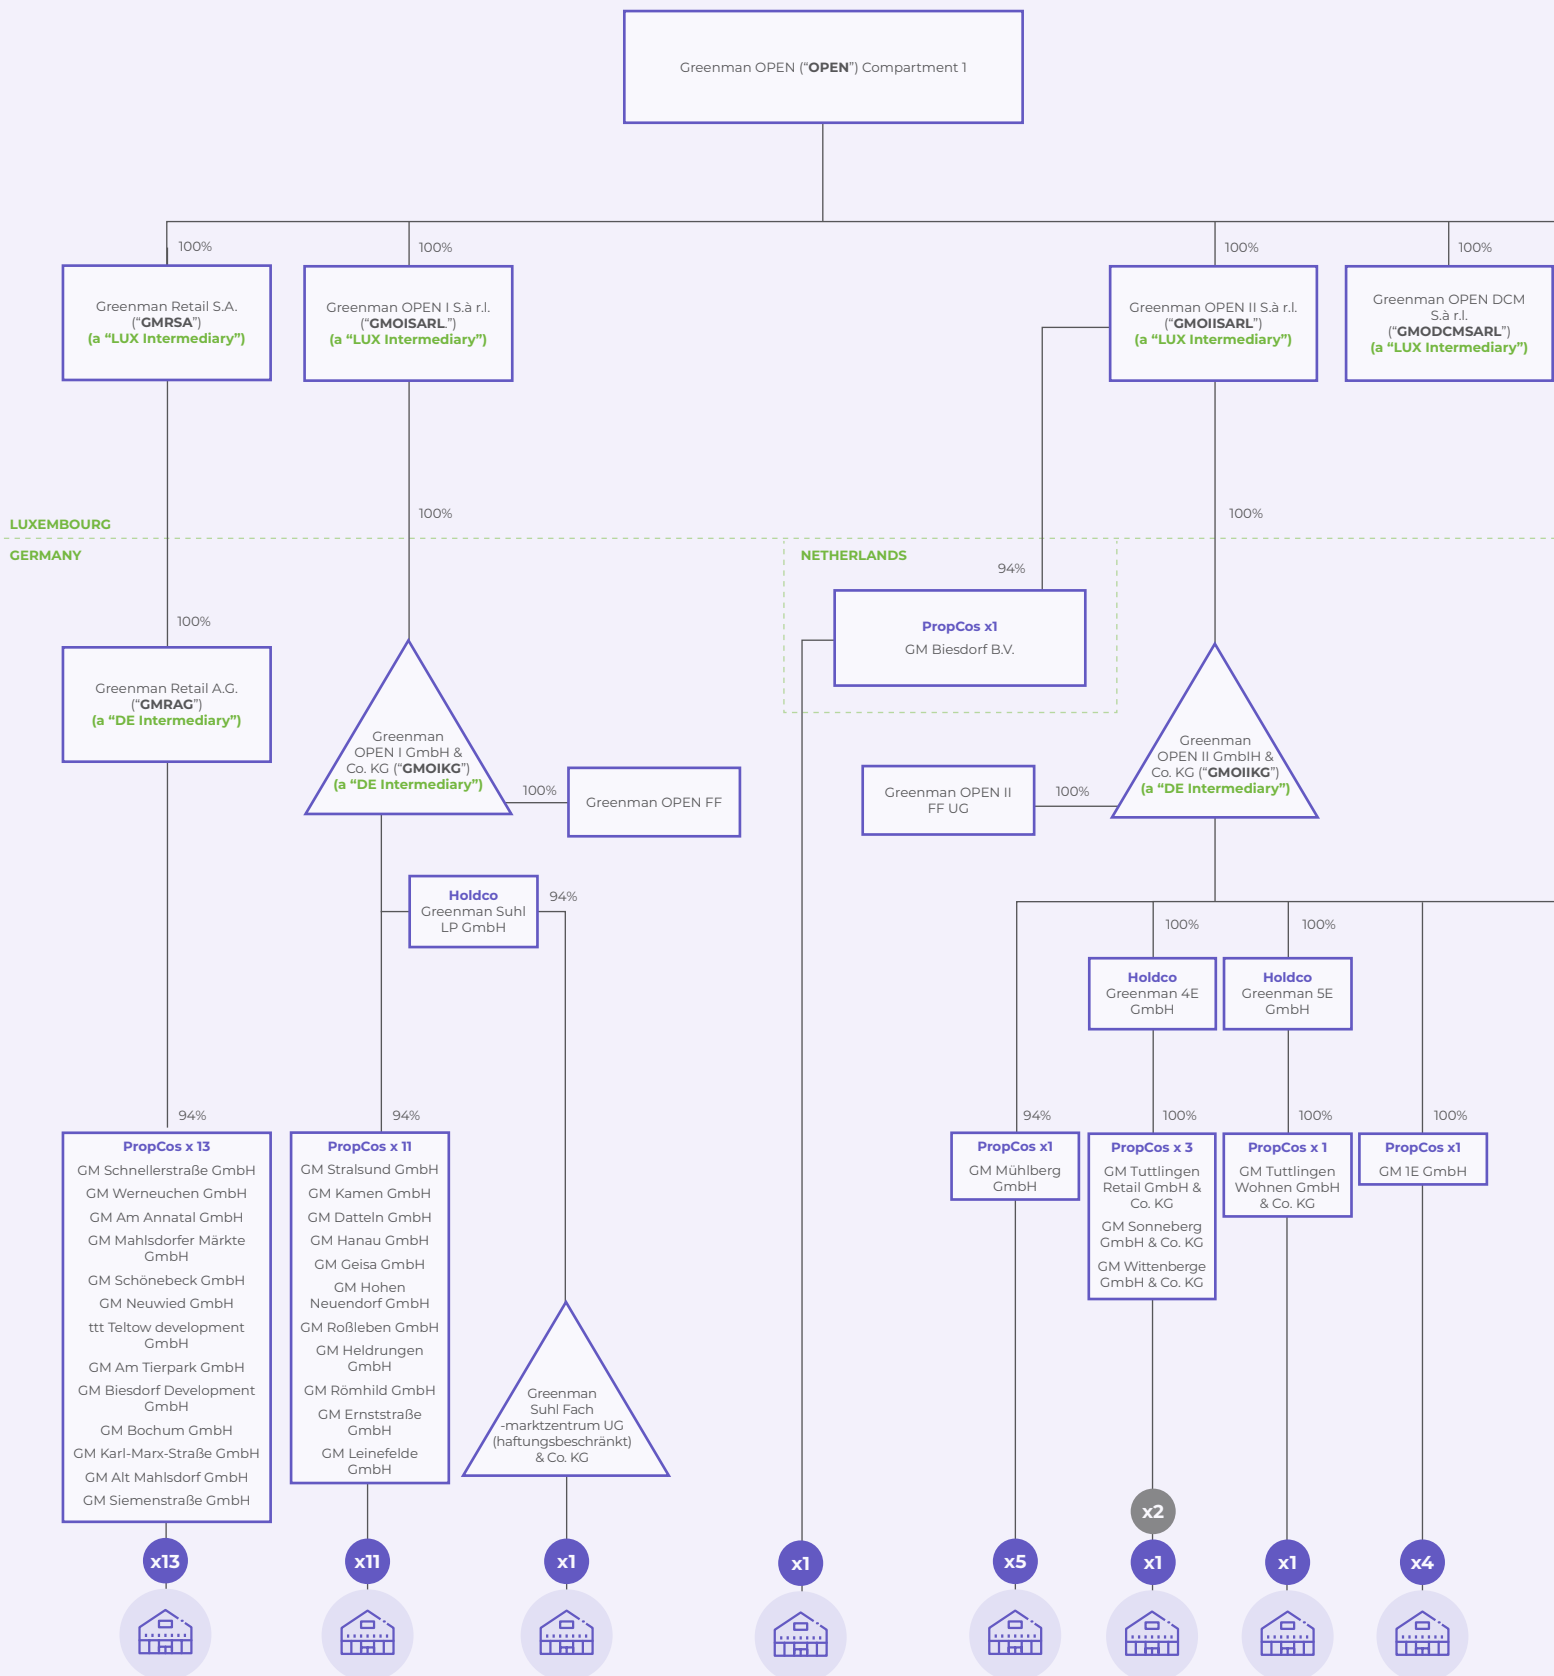 Greenman OPEN (“OPEN”) Compartment 1
100%
100%
100%
100%
Greenman Retail S.A.
(“GMRSA”)
(a “LUX Intermediary”)
Greenman OPEN I S.à r.l.
(“GMOISARL.”)
(a “LUX Intermediary”)
Greenman OPEN II S.à r.l.
(“GMOIISARL”)
(a “LUX Intermediary”)
Greenman OPEN DCM
S.à r.l.
(“GMODCMSARL”)
(a “LUX Intermediary”)
100%
100%
LUXEMBOURG
GERMANY
NETHERLANDS
94%
100%
PropCos x1
GM Biesdorf B.V.
Greenman Retail A.G.
(“GMRAG”)
(a “DE Intermediary”)
Greenman
OPEN I GmbH &
Co. KG (“GMOIKG”)
(a “DE Intermediary”)
100%
Greenman OPEN FF
Greenman OPEN II
FF UG
100%
Greenman
OPEN II GmbIH &
Co. KG (“GMOIIKG”)
(a “DE Intermediary”)
Holdco
Greenman Suhl
LP GmbH
94%
100%
100%
Holdco
Greenman 4E
GmbH
Holdco
Greenman 5E
GmbH
94%
94%
94%
100%
100%
100%
PropCos x 13
GM Schnellerstraße GmbH
GM Werneuchen GmbH
GM Am Annatal GmbH
GM Mahlsdorfer Märkte
GmbH
GM Schönebeck GmbH
GM Neuwied GmbH
ttt Teltow development
GmbH
GM Am Tierpark GmbH
GM Biesdorf Development
GmbH
GM Bochum GmbH
GM Karl-Marx-Straße GmbH
GM Alt Mahlsdorf GmbH
GM Siemenstraße GmbH
PropCos x 11
GM Stralsund GmbH
GM Kamen GmbH
GM Datteln GmbH
GM Hanau GmbH
GM Geisa GmbH
GM Hohen
Neuendorf GmbH
GM Roßleben GmbH
GM Heldrungen
GmbH
GM Römhild GmbH
GM Ernststraße
GmbH
GM Leinefelde
GmbH
Greenman
Suhl Fach
-marktzentrum UG
(haftungsbeschränkt)
& Co. KG
PropCos x1
GM Mühlberg
GmbH
PropCos x 3
GM Tuttlingen
Retail GmbH &
Co. KG
GM Sonneberg
GmbH & Co. KG
GM Wittenberge
GmbH & Co. KG
PropCos x 1
GM Tuttlingen
Wohnen GmbH
& Co. KG
PropCos x1
GM 1E GmbH
x2
x13
x11
x1
x1
x5
x1
x1
x4